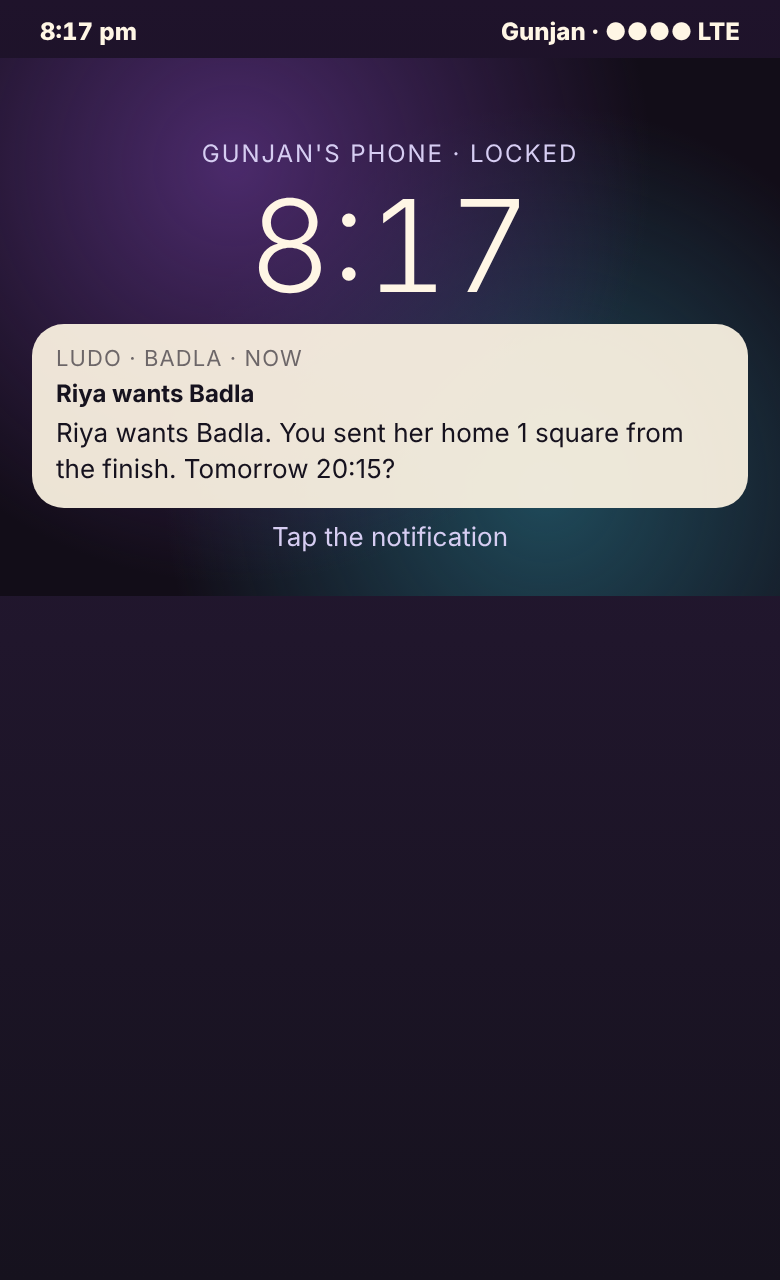 8:17 pm
Gunjan · ●●●● LTE
GUNJAN'S PHONE · LOCKED
8:17
LUDO · BADLA · NOW
Riya wants Badla
Riya wants Badla. You sent her home 1 square from
the finish. Tomorrow 20:15?
Tap the notification